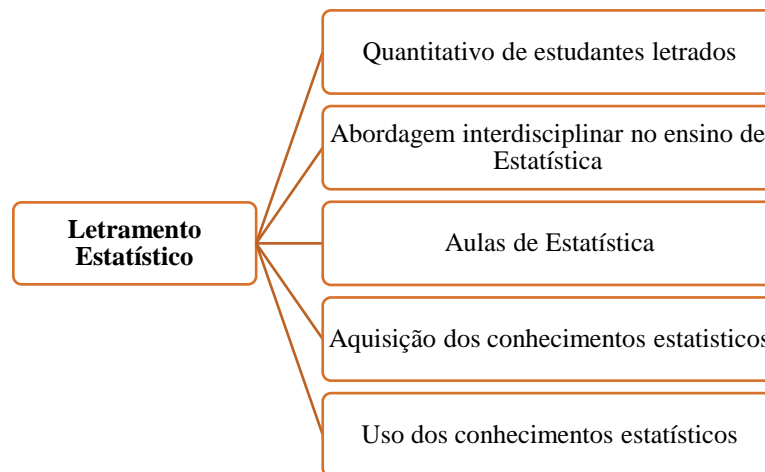 Quantitativo de estudantes letrados
Abordagem interdisciplinar no ensino de
Estatística
Letramento
Estatístico
Aulas de Estatística
Aquisição dos conhecimentos estatisticos
Uso dos conhecimentos estatísticos